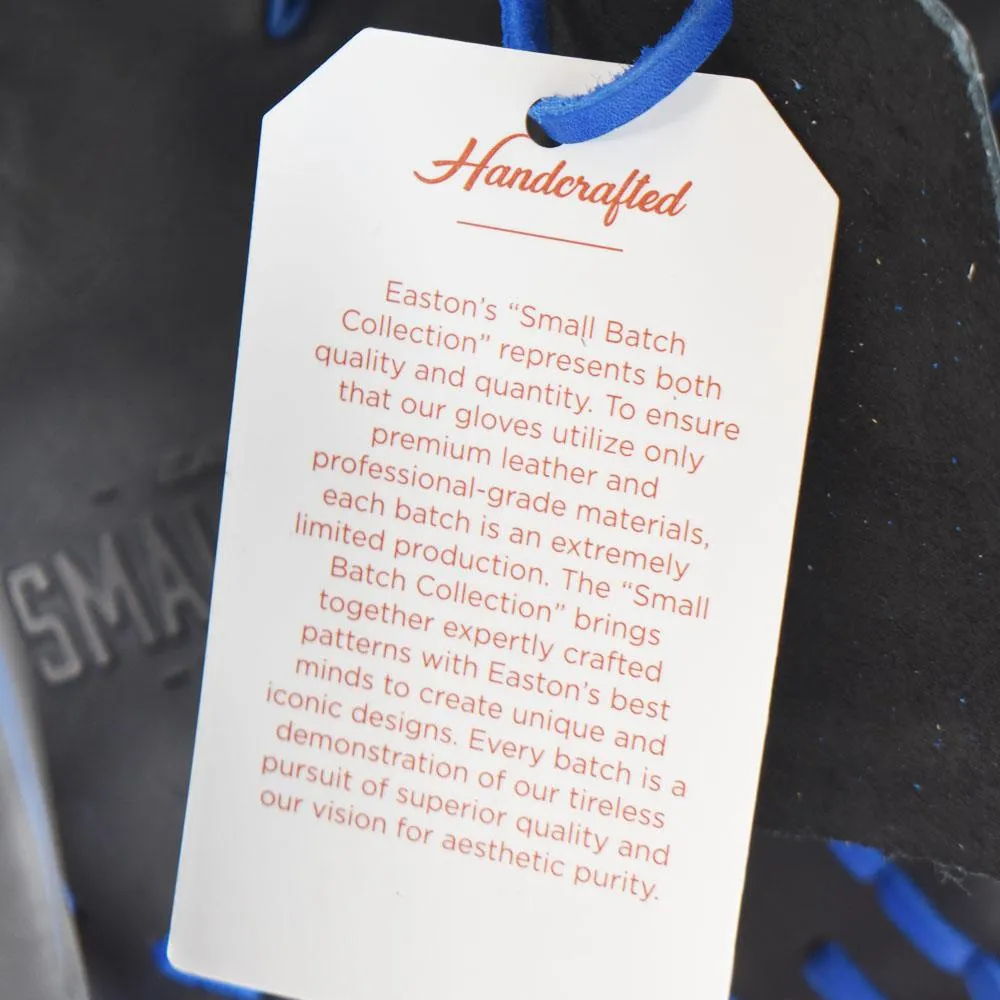 Handcrafted
Easton's “Small Batch
Collection” represents both
quality and quantity. To ensure
that our gloves utilize only
premium leather and
professional-grade materials,
each batch is an extremely
limited production. The “Small
Batch Collection” brings
together expertly crafted
patterns with Easton's best
minds to create unique and
iconic designs. Every batch is a
demonstration of our tireless
pursuit of superior quality and
our vision for aesthetic purity.
SMA